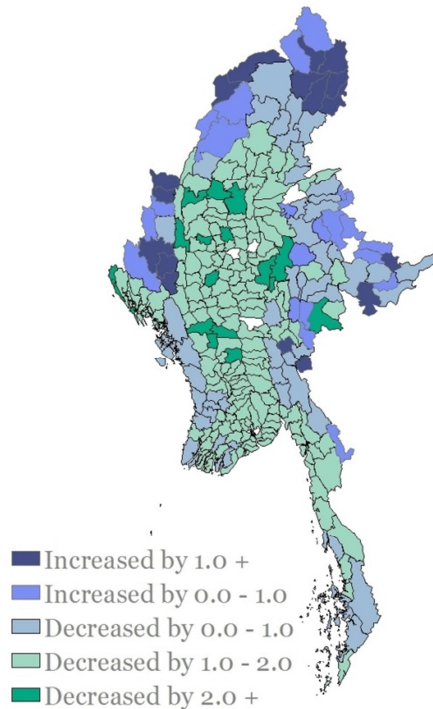 Increased by 1.0 +
Increased by 0.0 - 1.0
Decreased by 0.0 - 1.0
Decreased by 1.0 - 2.0
Decreased by 2.0 +